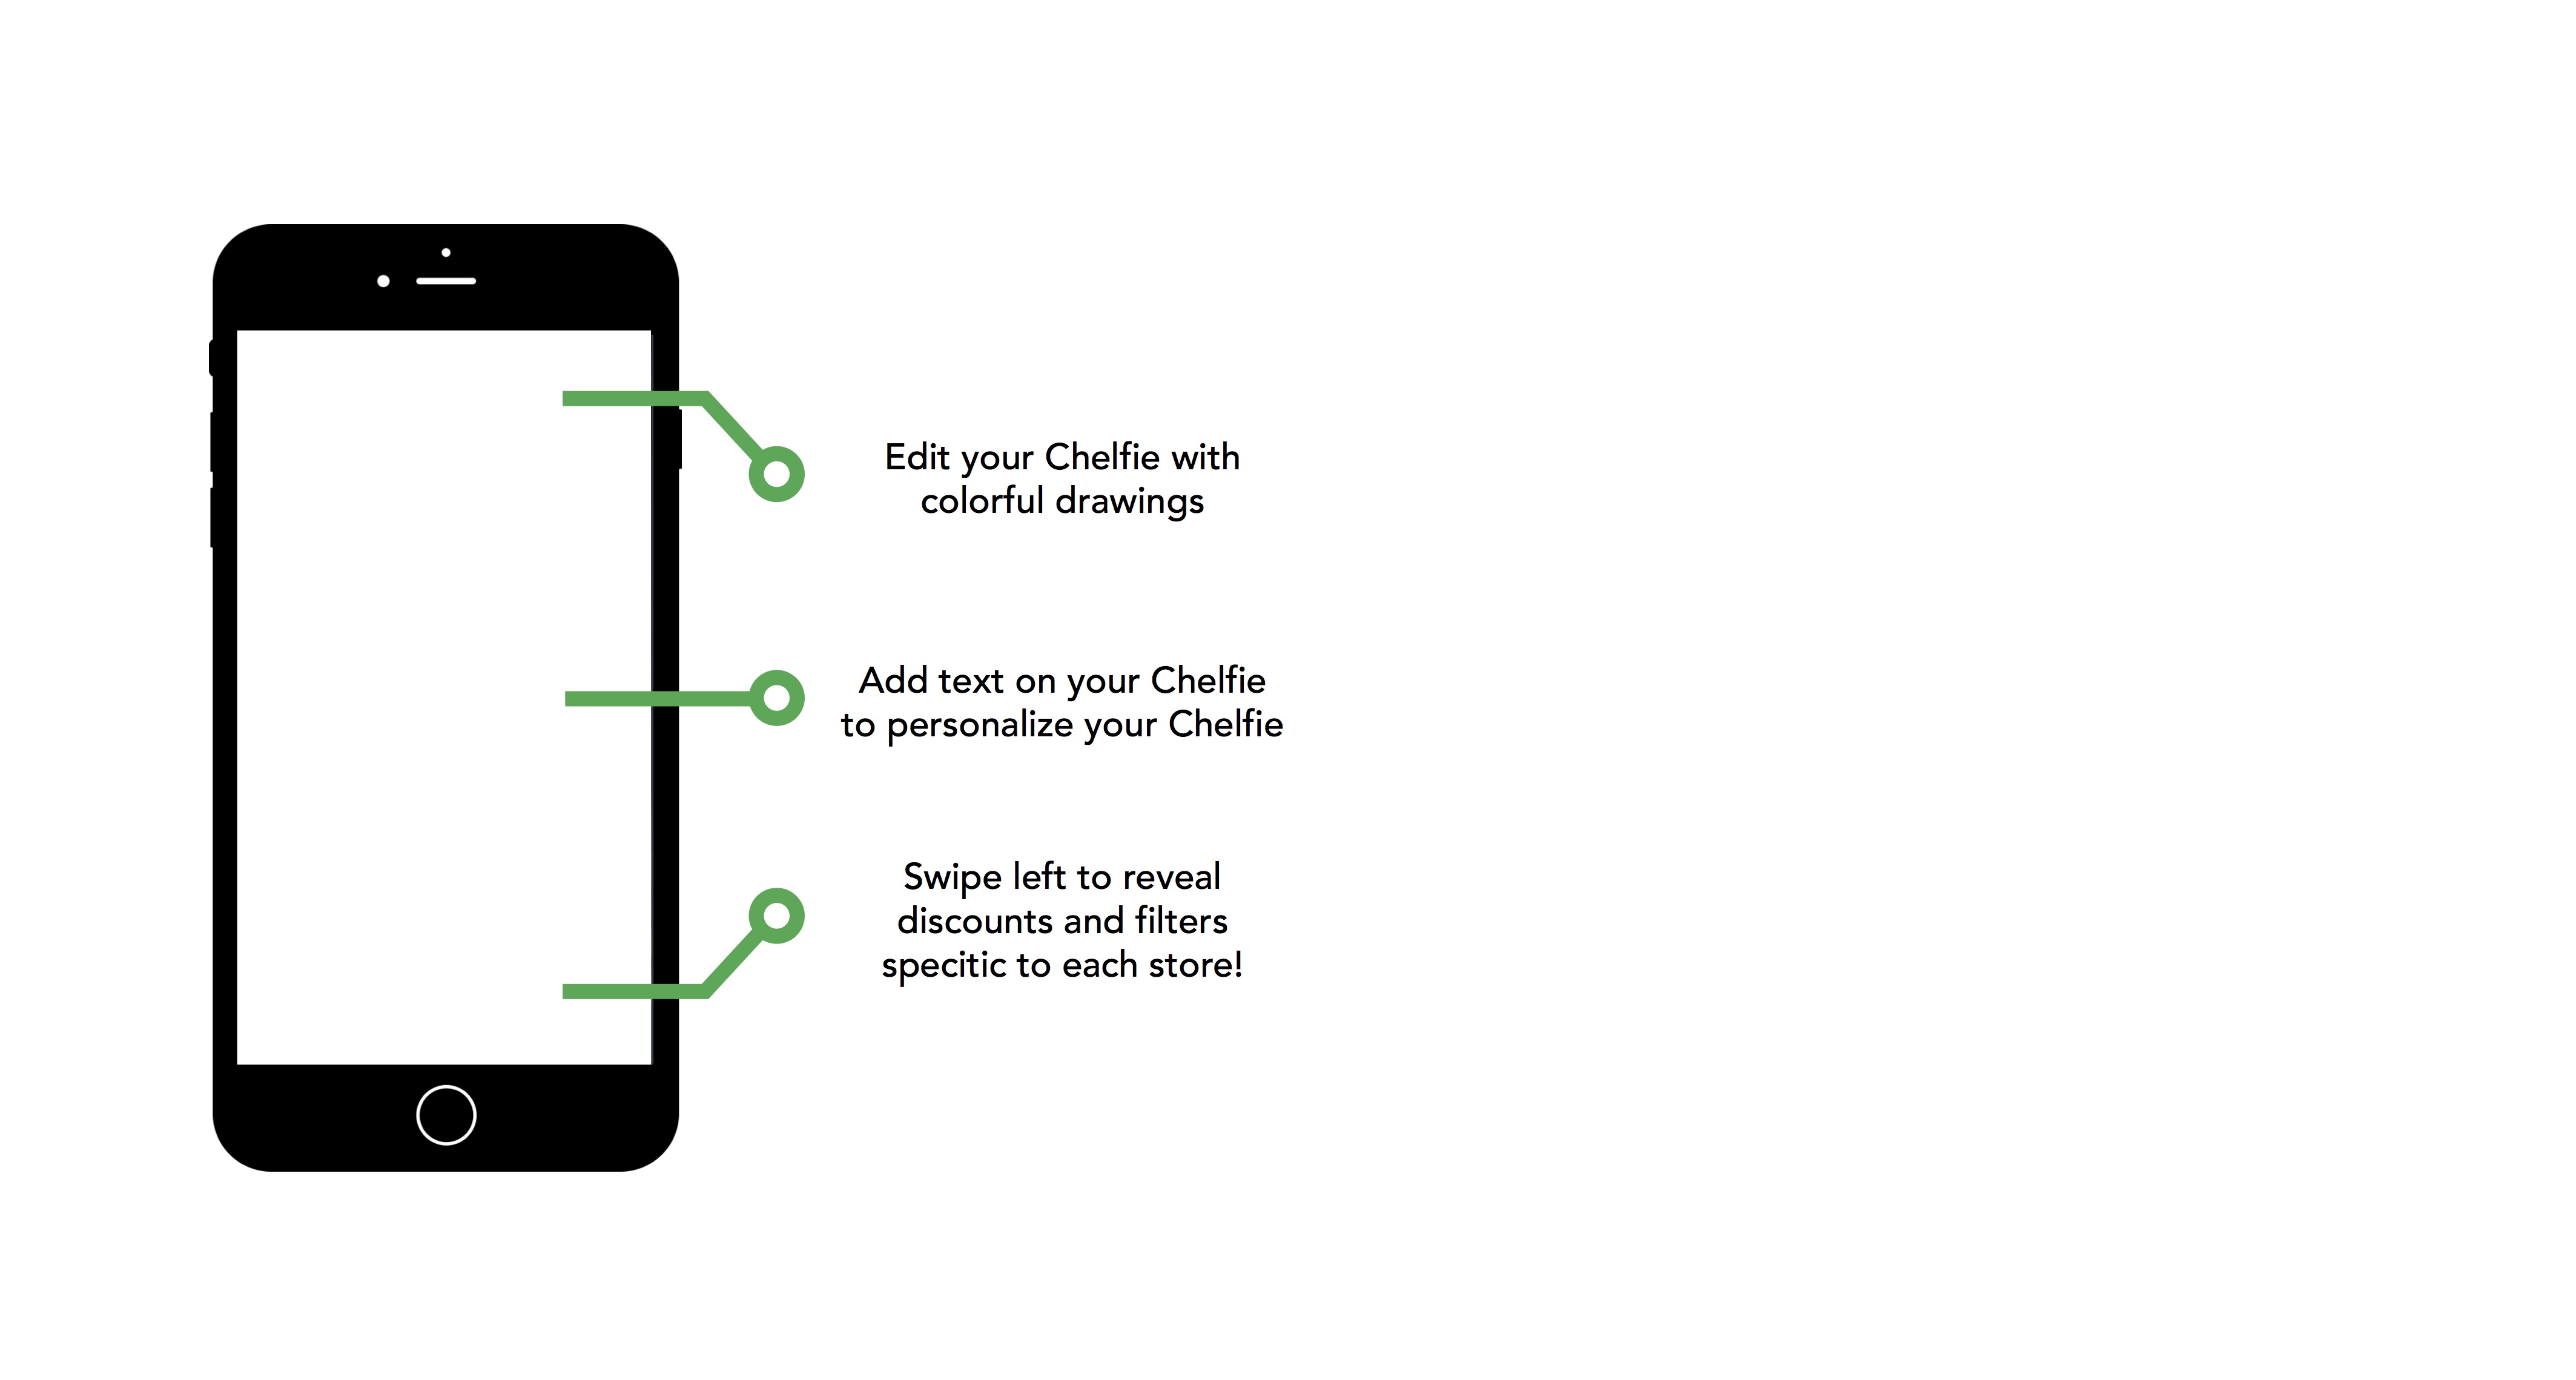 Edit your Chelfie with
colorful drawings
Add text on your Chelfie
to personalize your Chelfie
Swipe left to reveal
discounts and filters
specitic to each store!